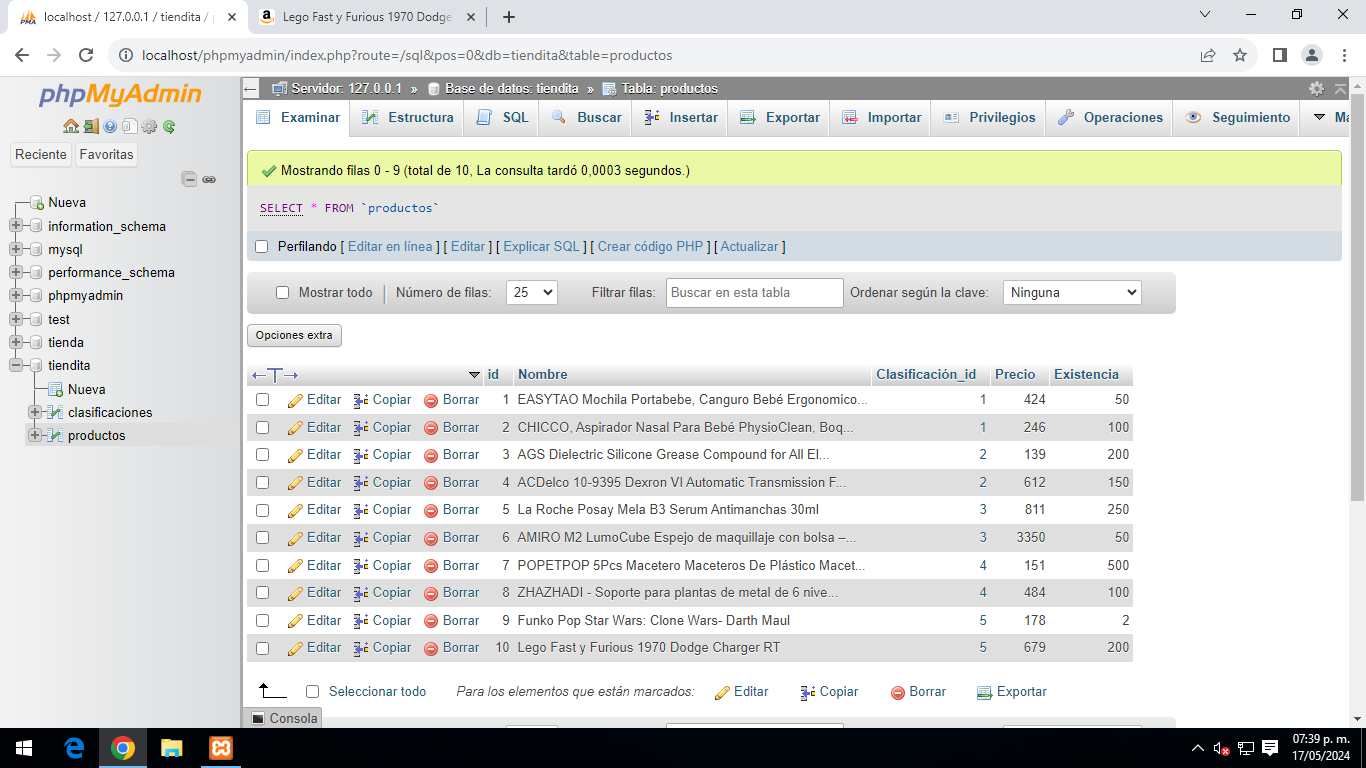 localhost / 127.0.0.1 / tiendita / p
Lego Fast y Furious 1970 Dodge
localhost/phpmyadmin/index.php?route=/sql&pos=0&db=tiendita&table=productos
phpMyAdmin
Reciente Favoritas
Nueva
information_schema
mysql
performance_schema
phpmyadmin
test
tienda
tiendita
Nueva
clasificaciones
productos
Servidor: 127.0.0.1 » Base de datos: tiendita » Tabla: productos
Examinar Estructura SQL Buscar Insertar Exportar Importar Privilegios Operaciones Seguimiento Má
Mostrando filas 0 - 9 (total de 10, La consulta tardó 0,0003 segundos.)
SELECT * FROM `productos`
Perfilando [ Editar en línea ] [ Editar ] [ Explicar SQL ] [ Crear código PHP ] [ Actualizar ]
Mostrar todo Número de filas: 25 Filtrar filas: Buscar en esta tabla Ordenar según la clave: Ninguna
Opciones extra
←T→ id Nombre Clasificación_id Precio Existencia
Editar Copiar Borrar 1 EASYTAO Mochila Portabebe, Canguro Bebé Ergonomico... 1 424 50
Editar Copiar Borrar 2 CHICCO, Aspirador Nasal Para Bebé PhysioClean, Boq... 1 246 100
Editar Copiar Borrar 3 AGS Dielectric Silicone Grease Compound for All El... 2 139 200
Editar Copiar Borrar 4 ACDelco 10-9395 Dexron VI Automatic Transmission F... 2 612 150
Editar Copiar Borrar 5 La Roche Posay Mela B3 Serum Antimanchas 30ml 3 811 250
Editar Copiar Borrar 6 AMIRO M2 LumoCube Espejo de maquillaje con bolsa –... 3 3350 50
Editar Copiar Borrar 7 POPETPOP 5Pcs Macetero Maceteros De Plástico Macet... 4 151 500
Editar Copiar Borrar 8 ZHAZHADI - Soporte para plantas de metal de 6 nive... 4 484 100
Editar Copiar Borrar 9 Funko Pop Star Wars: Clone Wars- Darth Maul 5 178 2
Editar Copiar Borrar 10 Lego Fast y Furious 1970 Dodge Charger RT 5 679 200
Seleccionar todo Para los elementos que están marcados: Editar Copiar Borrar Exportar
Consola
07:39 p. m.
17/05/2024